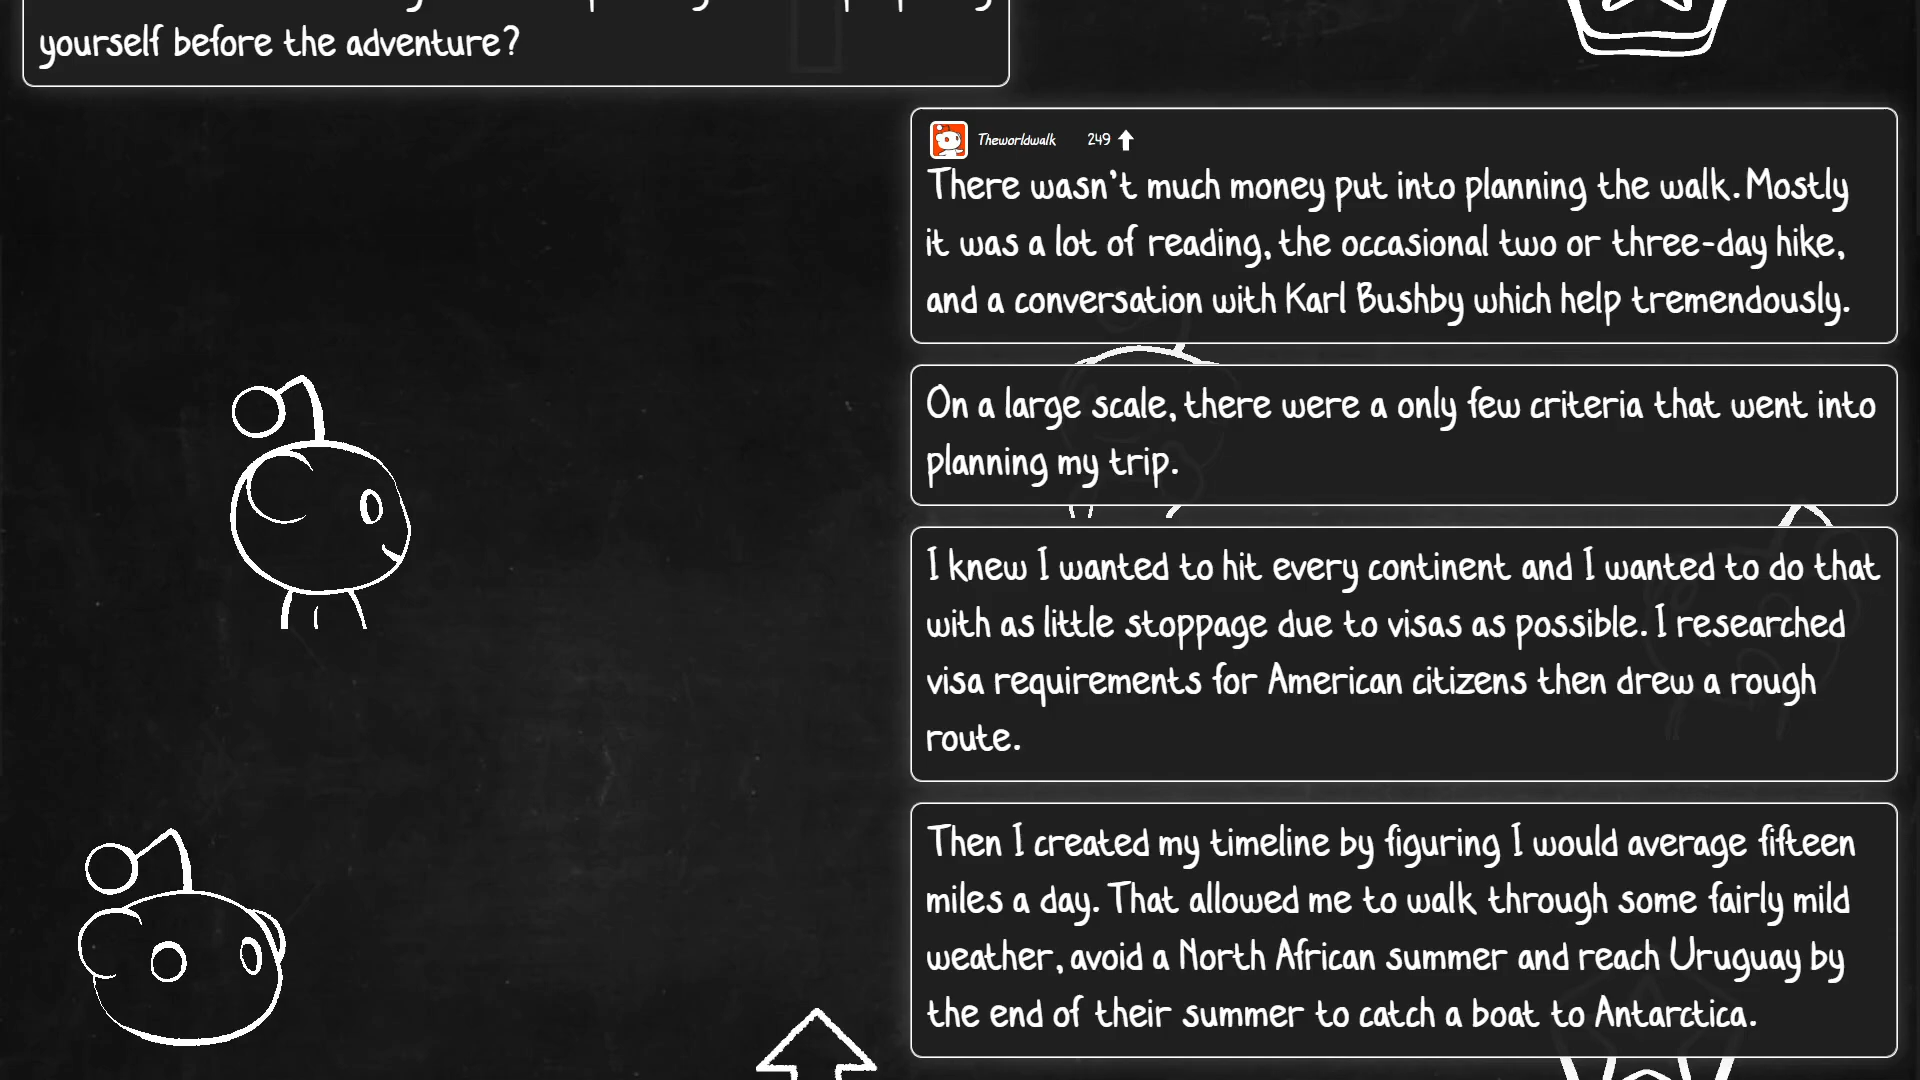 yourself before the adventure?
Theworldwalk 249
There wasn't much money put into planning the walk. Mostly
it was a lot of reading, the occasional two or three-day hike,
and a conversation with Karl Bushby which help tremendously.
On a large scale, there were a only few criteria that went into
planning my trip.
I knew I wanted to hit every continent and I wanted to do that
with as little stoppage due to visas as possible. I researched
visa requirements for American citizens then drew a rough
route.
Then I created my timeline by figuring I would average fifteen
miles a day. That allowed me to walk through some fairly mild
weather, avoid a North African summer and reach Uruguay by
the end of their summer to catch a boat to Antarctica.